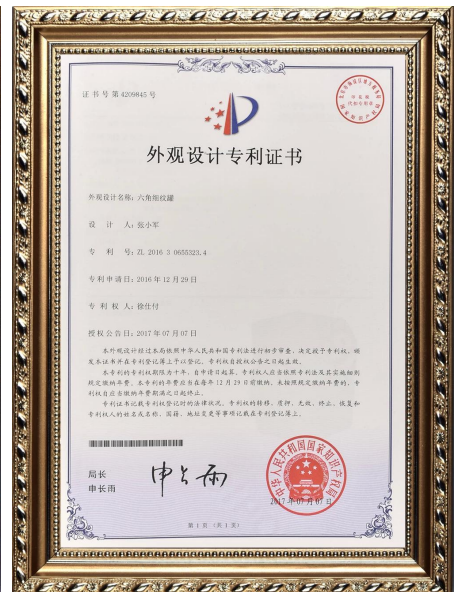 证书号第4209845号
外观设计专利证书
外观设计名称：六角细纹罐
设 计 人：张小军
专 利 号：ZL 2016 3 0655323.4
专利申请日：2016年12月29日
专 利 权 人：徐仕付
授权公告日：2017年07月07日
本外观设计经过本局依照中华人民共和国专利法进行初步审查，决定授予专利权，颁
发本证书并在专利登记簿上予以登记。专利权自授权公告之日起生效。
本专利的专利权期限为十年，自申请日起算。专利权人应当依照专利法及其实施细则
规定缴纳年费。本专利的年费应当在每年12月29日前缴纳。未按照规定缴纳年费的，专
利权自应当缴纳年费期满之日起终止。
专利证书记载专利权登记时的法律状况。专利权的转移、质押、无效、终止、恢复和
专利权人的姓名或名称、国籍、地址变更等事项记载在专利登记簿上。
局长
申长雨
申长雨
中华人民共和国国家知识产权局
2017年07月07日
第1页（共1页）